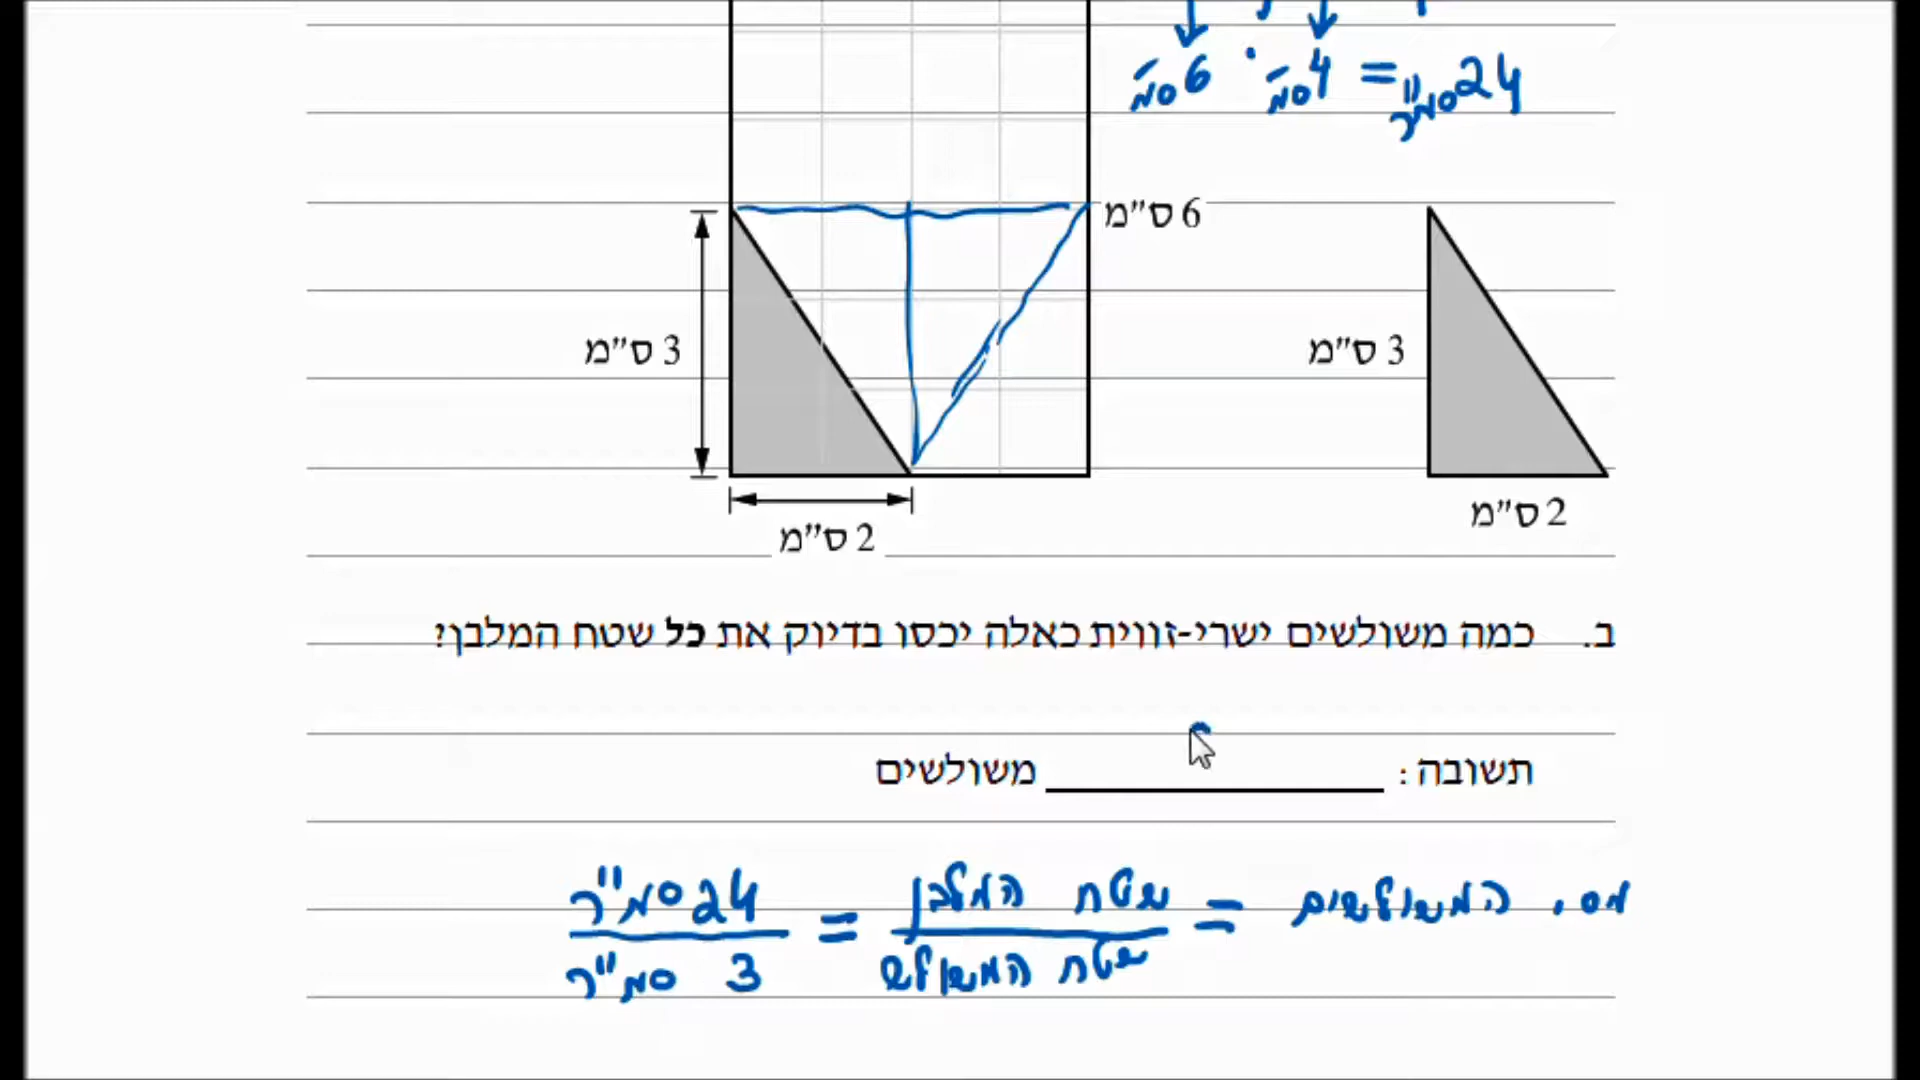 6 ס"מ · 4 ס"מ = 24 סמ"ר
6 ס"מ
3 ס"מ
3 ס"מ
2 ס"מ
2 ס"מ
ב. כמה משולשים ישרי-זווית כאלה יכסו בדיוק את כל שטח המלבן?
תשובה: ________ משולשים
מס. המשולשים = שטח המלבן / שטח המשולש = 24 סמ"ר / 3 סמ"ר